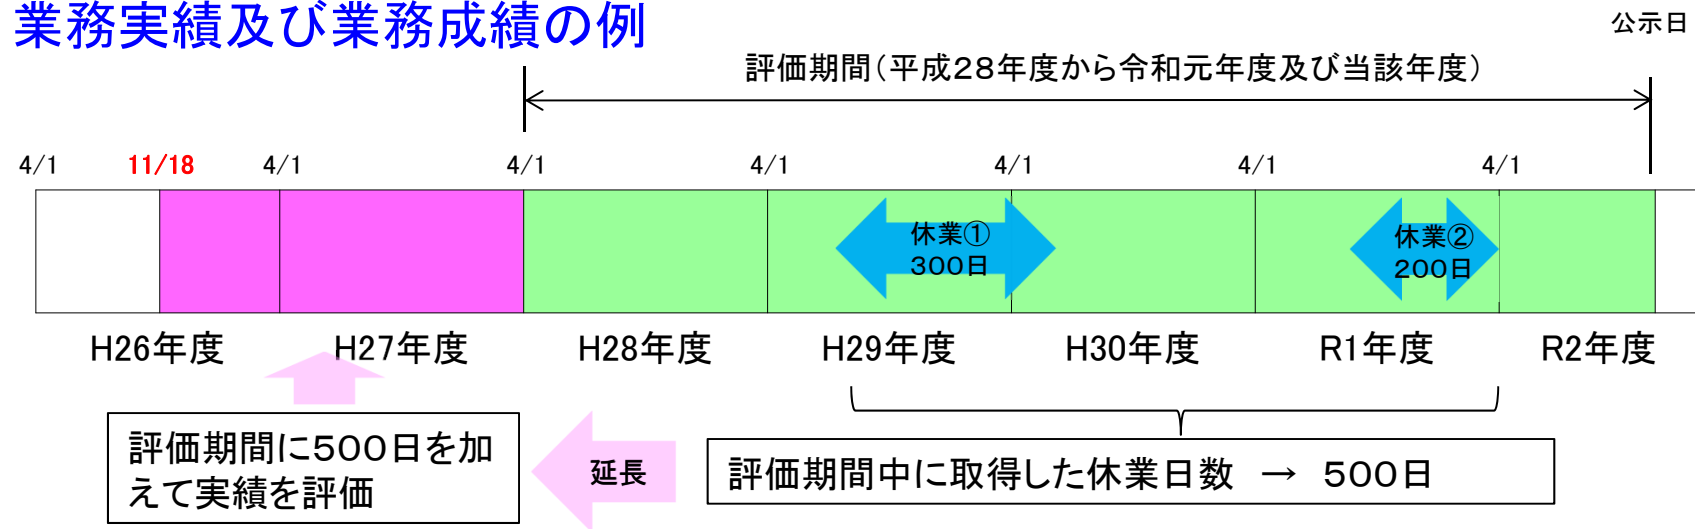 業務実績及び業務成績の例
公示日
評価期間（平成２８年度から令和元年度及び当該年度）
4/1 11/18 4/1 4/1 4/1 4/1 4/1 4/1
休業①
３００日
休業②
２００日
H26年度 H27年度 H28年度 H29年度 H30年度 R1年度 R2年度
評価期間に５００日を加
えて実績を評価
延長
評価期間中に取得した休業日数 → ５００日